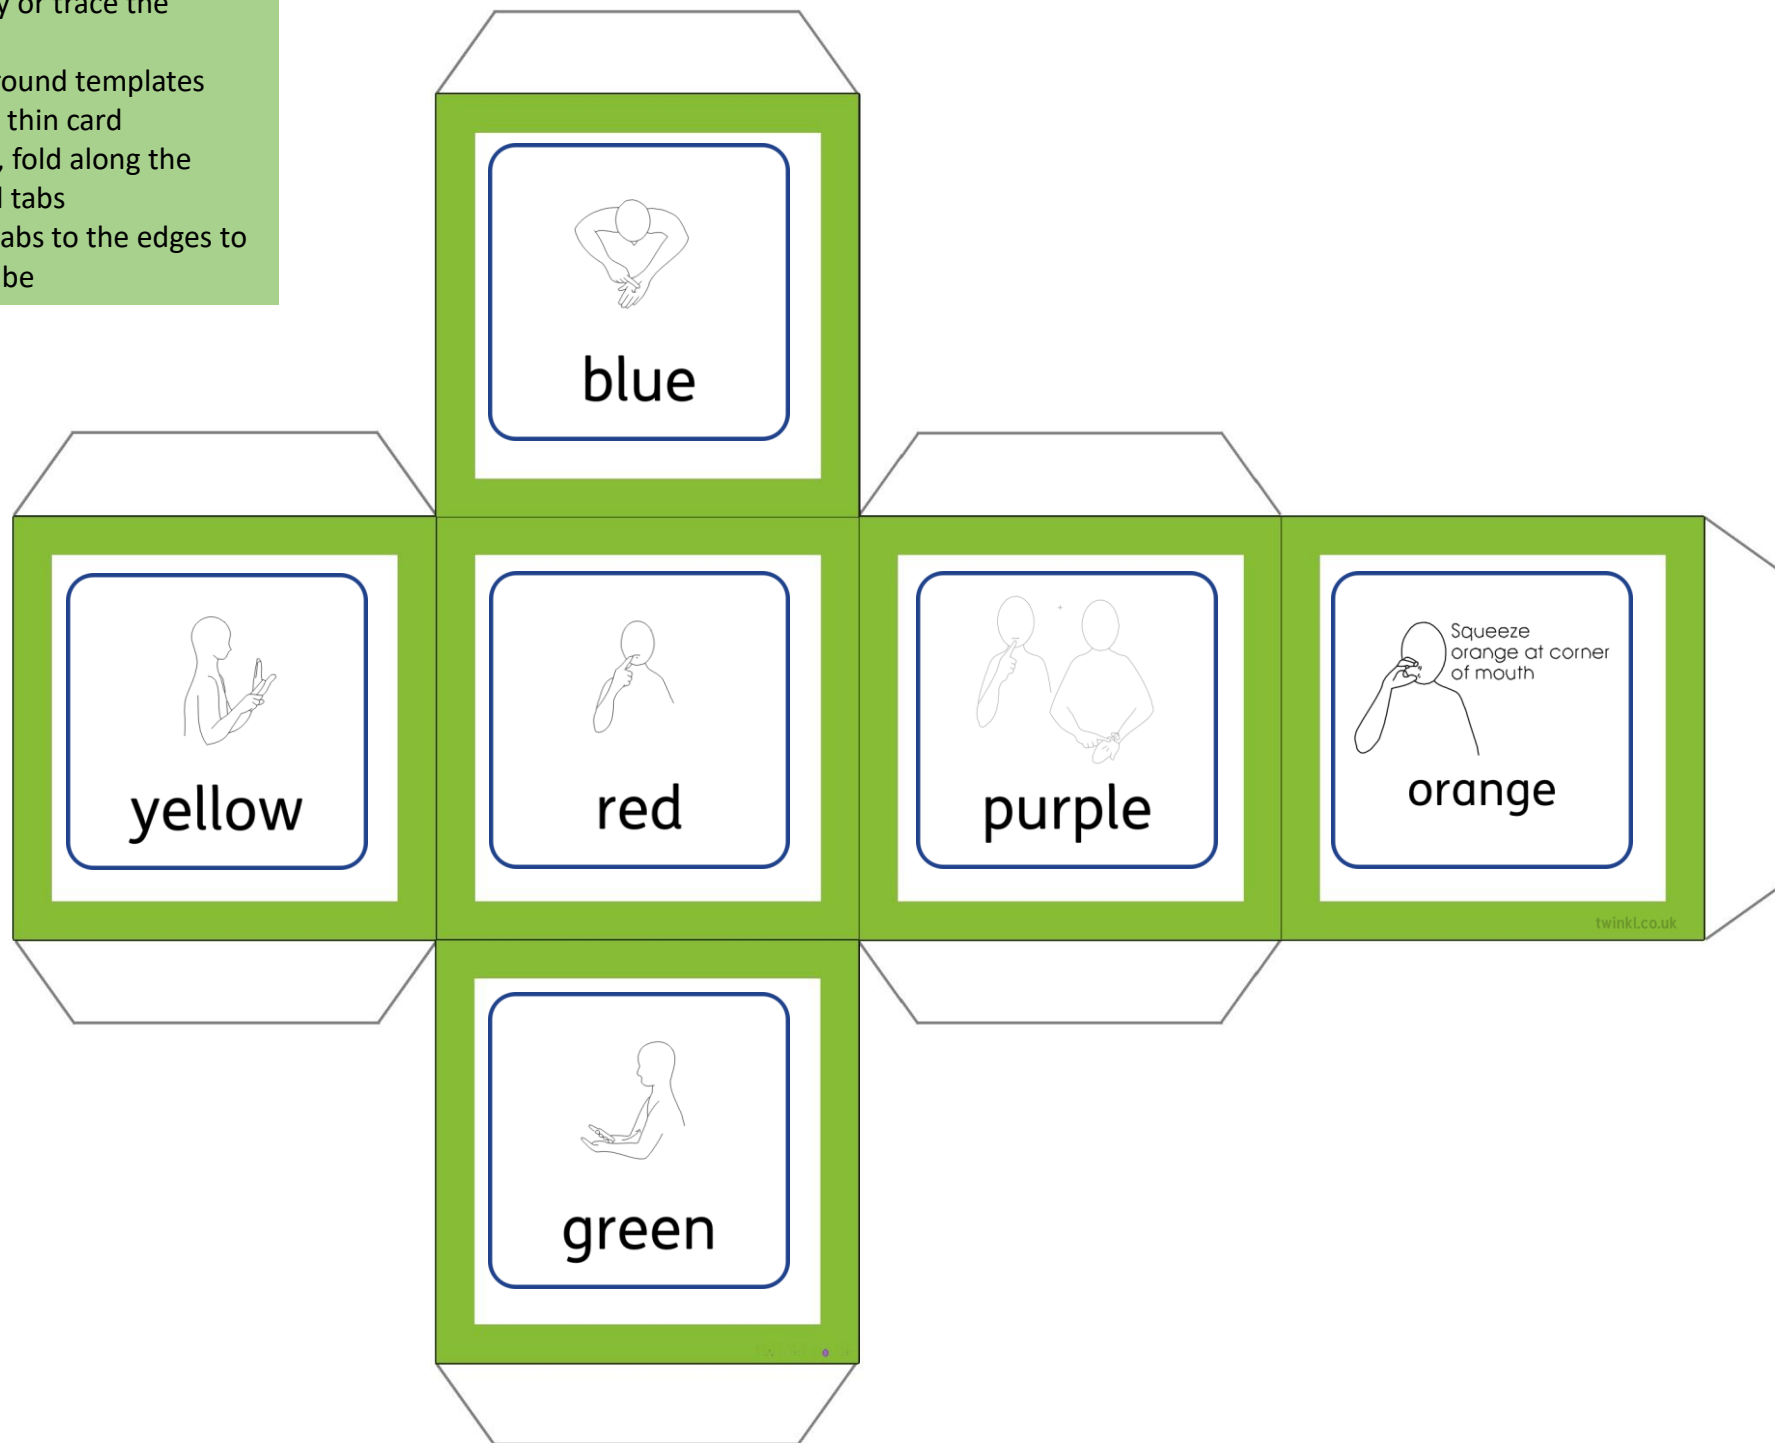 y or trace the
round templates
thin card
, fold along the
d tabs
abs to the edges to
be
blue
yellow
red
purple
Squeeze
orange at corner
of mouth
orange
twinkl.co.uk
green